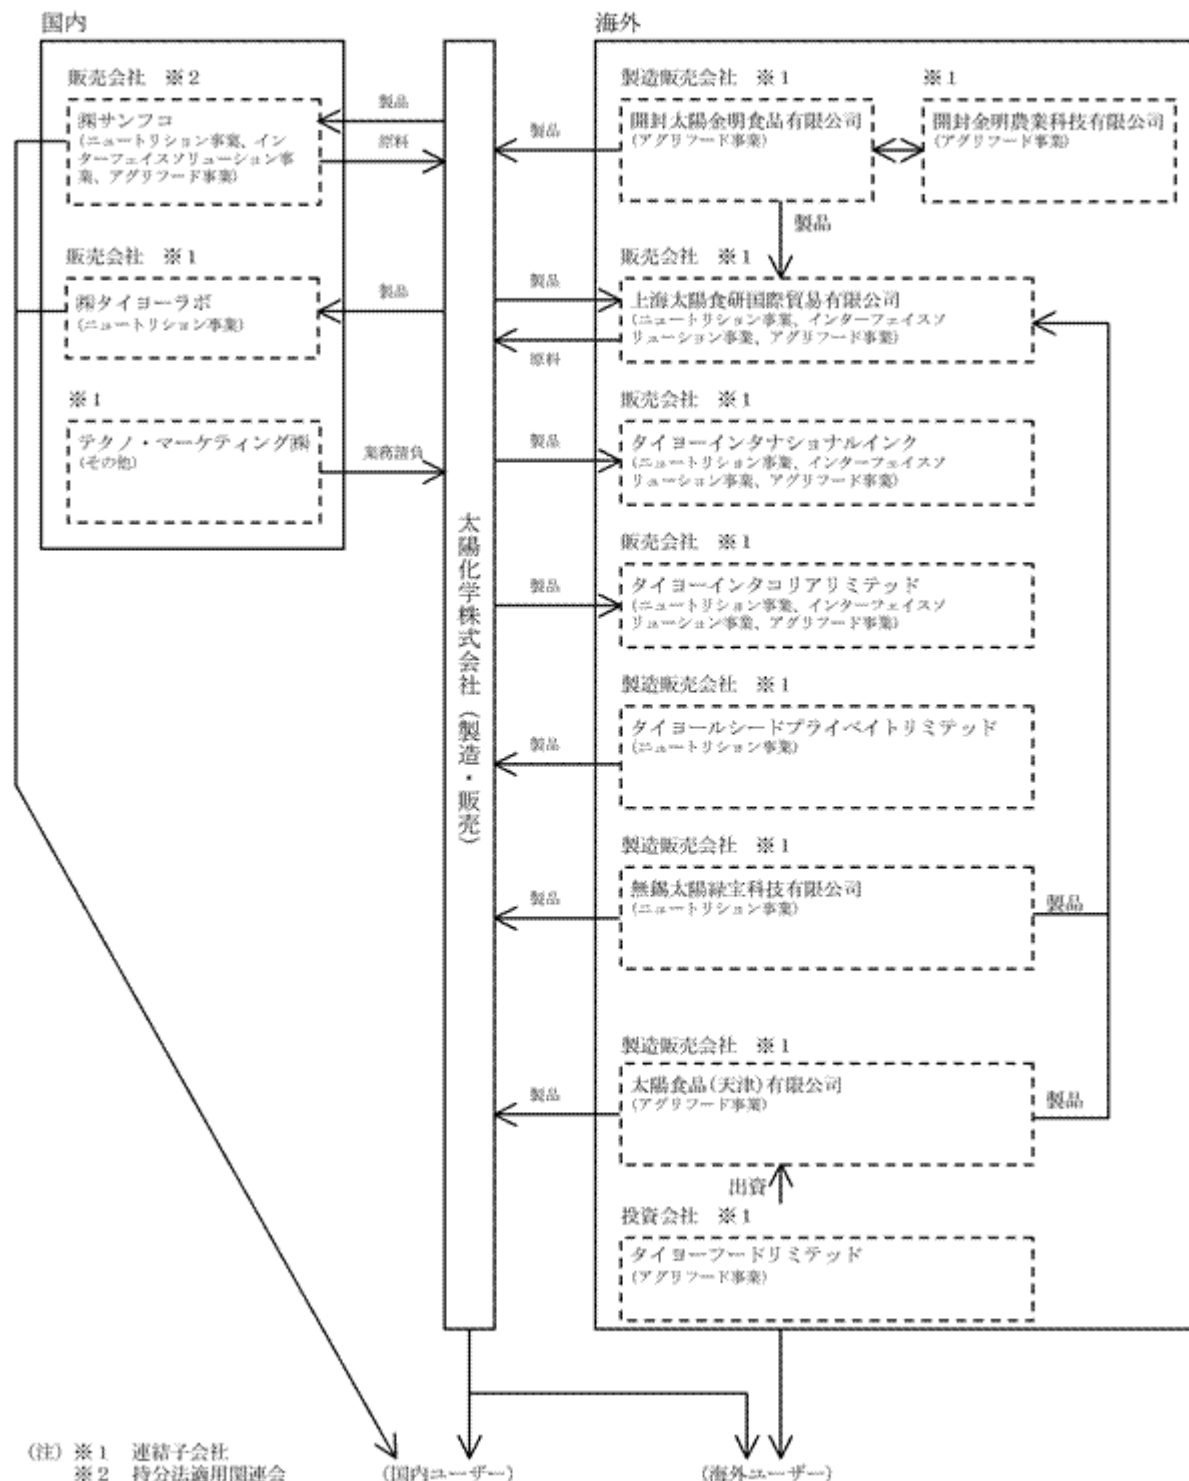 国内
販売会社　※２
㈱サンフコ
(ニュートリション事業、イン
ターフェイスソリューション事
業、アグリフード事業)
製品
原料
販売会社　※１
㈱タイヨーラボ
(ニュートリション事業)
製品
※１
テクノ・マーケティング㈱
(その他)
業務請負
太陽化学株式会社（製造・販売）
海外
製造販売会社　※１
開封太陽金明食品有限公司
(アグリフード事業)
製品
※１
開封金明農業科技有限公司
(アグリフード事業)
製品
販売会社　※１
上海太陽食研国際貿易有限公司
(ニュートリション事業、インターフェイスソ
リューション事業、アグリフード事業)
製品
原料
販売会社　※１
タイヨーインタナショナルインク
(ニュートリション事業、インターフェイスソ
リューション事業、アグリフード事業)
製品
販売会社　※１
タイヨーインタコリアリミテッド
(ニュートリション事業、インターフェイスソ
リューション事業、アグリフード事業)
製品
製造販売会社　※１
タイヨールシードプライベイトリミテッド
(ニュートリション事業)
製品
製造販売会社　※１
無錫太陽緑宝科技有限公司
(ニュートリション事業)
製品
製品
製造販売会社　※１
太陽食品(天津)有限公司
(アグリフード事業)
製品
製品
出資
投資会社　※１
タイヨーフードリミテッド
(アグリフード事業)
(注) ※１　連結子会社
※２　持分法適用関連会
(国内ユーザー)
(海外ユーザー)